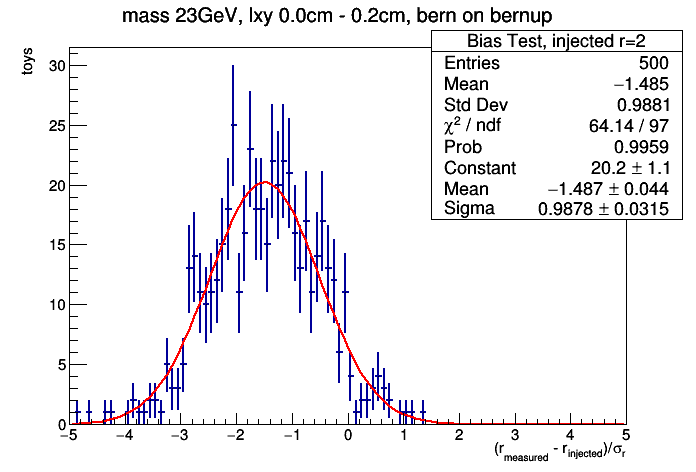 mass 23GeV, lxy 0.0cm - 0.2cm, bern on bernup
Bias Test, injected r=2
Entries 500
Mean −1.485
Std Dev 0.9881
χ² / ndf 64.14 / 97
Prob 0.9959
Constant 20.2 ± 1.1
Mean −1.487 ± 0.044
Sigma 0.9878 ± 0.0315
toys
30
25
20
15
10
5
0
−5 −4 −3 −2 −1 0 1 2 3 4 5
(r_measured - r_injected)/σ_r